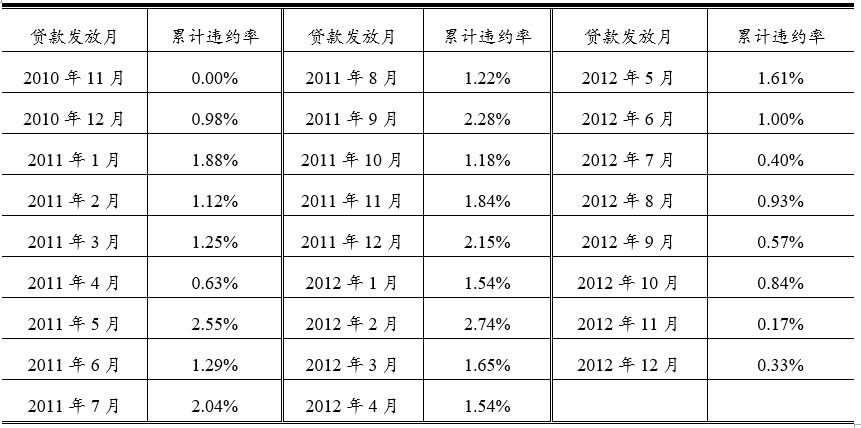 贷款发放月 累计违约率 贷款发放月 累计违约率 贷款发放月 累计违约率
2010 年 11 月 0.00% 2011 年 8 月 1.22% 2012 年 5 月 1.61%
2010 年 12 月 0.98% 2011 年 9 月 2.28% 2012 年 6 月 1.00%
2011 年 1 月 1.88% 2011 年 10 月 1.18% 2012 年 7 月 0.40%
2011 年 2 月 1.12% 2011 年 11 月 1.84% 2012 年 8 月 0.93%
2011 年 3 月 1.25% 2011 年 12 月 2.15% 2012 年 9 月 0.57%
2011 年 4 月 0.63% 2012 年 1 月 1.54% 2012 年 10 月 0.84%
2011 年 5 月 2.55% 2012 年 2 月 2.74% 2012 年 11 月 0.17%
2011 年 6 月 1.29% 2012 年 3 月 1.65% 2012 年 12 月 0.33%
2011 年 7 月 2.04% 2012 年 4 月 1.54%